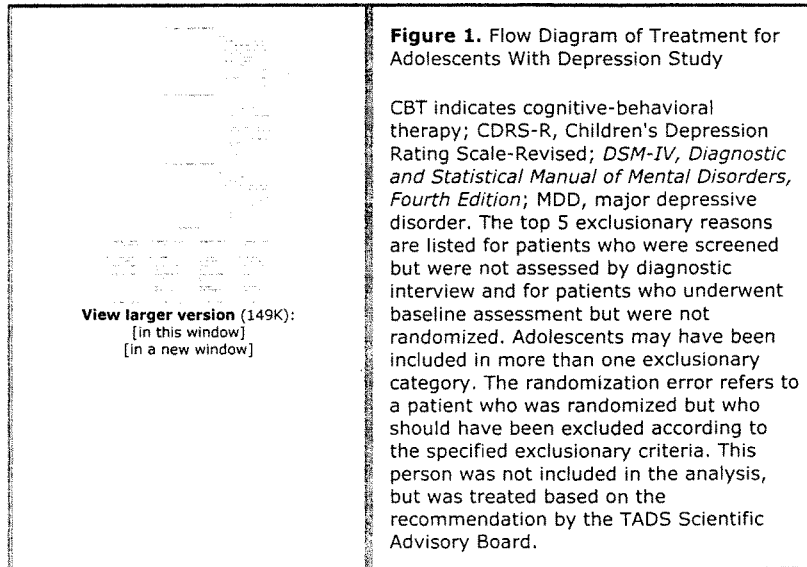 View larger version (149K):
[in this window]
[in a new window]
Figure 1. Flow Diagram of Treatment for
Adolescents With Depression Study
CBT indicates cognitive-behavioral
therapy; CDRS-R, Children's Depression
Rating Scale-Revised; DSM-IV, Diagnostic
and Statistical Manual of Mental Disorders,
Fourth Edition; MDD, major depressive
disorder. The top 5 exclusionary reasons
are listed for patients who were screened
but were not assessed by diagnostic
interview and for patients who underwent
baseline assessment but were not
randomized. Adolescents may have been
included in more than one exclusionary
category. The randomization error refers to
a patient who was randomized but who
should have been excluded according to
the specified exclusionary criteria. This
person was not included in the analysis,
but was treated based on the
recommendation by the TADS Scientific
Advisory Board.